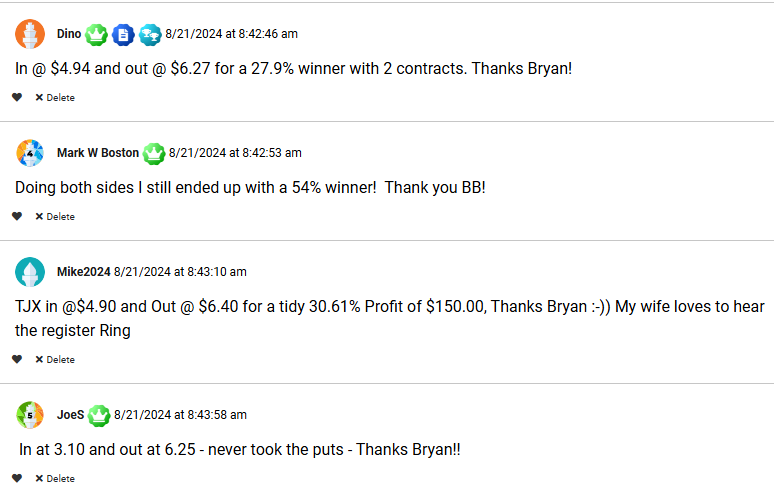 Dino 8/21/2024 at 8:42:46 am
In @ $4.94 and out @ $6.27 for a 27.9% winner with 2 contracts. Thanks Bryan!
Delete
4
Mark W Boston 8/21/2024 at 8:42:53 am
Doing both sides I still ended up with a 54% winner!  Thank you BB!
Delete
Mike2024 8/21/2024 at 8:43:10 am
TJX in @$4.90 and Out @ $6.40 for a tidy 30.61% Profit of $150.00, Thanks Bryan :-)) My wife loves to hear
the register Ring
Delete
5
JoeS 8/21/2024 at 8:43:58 am
In at 3.10 and out at 6.25 - never took the puts - Thanks Bryan!!
Delete